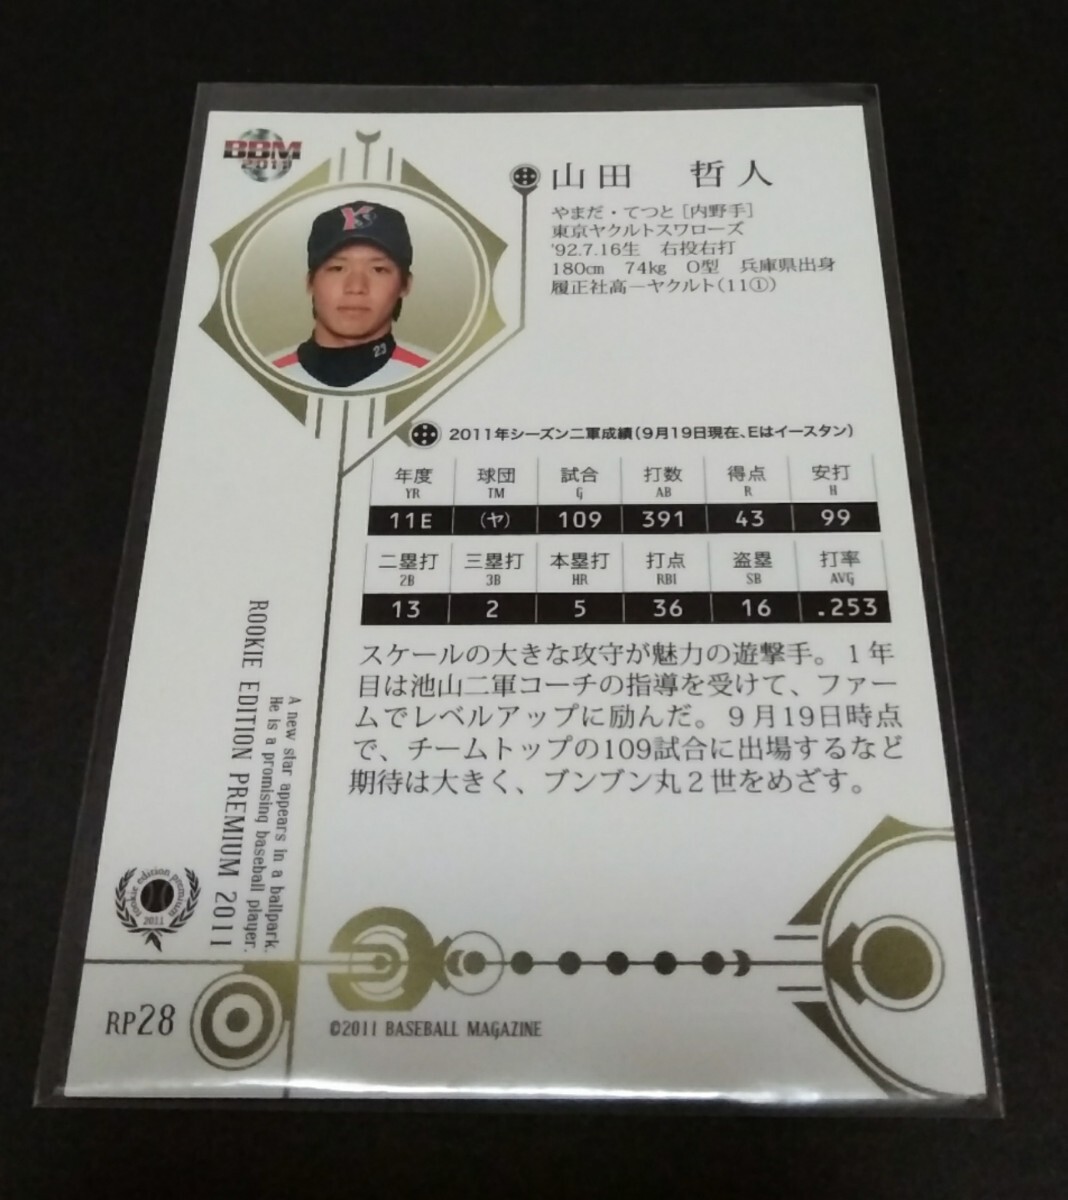 BBM
2011
山田 哲人
やまだ・てつと [内野手]
東京ヤクルトスワローズ
'92.7.16生 右投右打
180cm 74kg O型 兵庫県出身
履正社高—ヤクルト(11①)
23
2011年シーズン二軍成績(9月19日現在、Eはイースタン)
年度 球団 試合 打数 得点 安打
YR TM G AB R H
11E (ヤ) 109 391 43 99
二塁打 三塁打 本塁打 打点 盗塁 打率
2B 3B HR RBI SB AVG
13 2 5 36 16 .253
スケールの大きな攻守が魅力の遊撃手。1年
目は池山二軍コーチの指導を受けて、ファー
ムでレベルアップに励んだ。9月19日時点
で、チームトップの109試合に出場するなど
期待は大きく、ブンブン丸2世をめざす。
A new star appears in a ballpark.
He is a promising baseball player.
ROOKIE EDITION PREMIUM 2011
rookie edition premium
2011
RP28
©2011 BASEBALL MAGAZINE